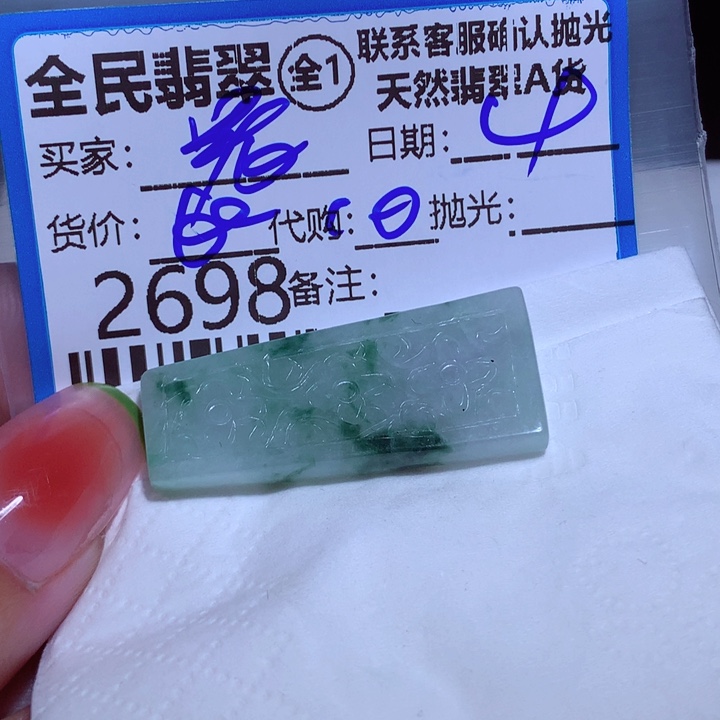 全民翡翠 全1
联系客服确认抛光
天然翡翠A货
买家：
日期：
货价：
代购：
抛光：
2698
备注：